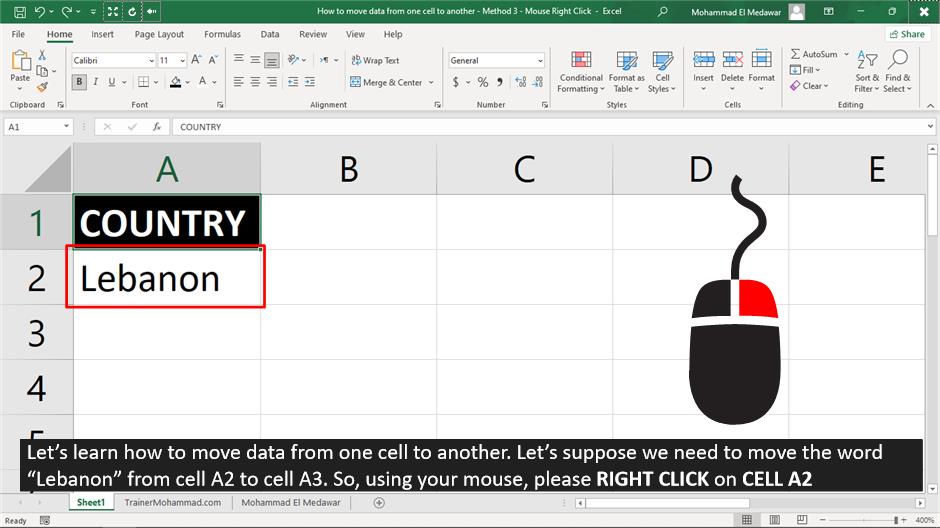 How to move data from one cell to another - Method 3 - Mouse Right Click - Excel
Mohammad El Medawar
File Home Insert Page Layout Formulas Data Review View Help Share
Paste
Clipboard
Calibri 11
B I U
Font
Wrap Text
Merge & Center
Alignment
General
$ % 9
Number
Conditional Formatting
Format as Table
Cell Styles
Styles
Insert Delete Format
Cells
AutoSum
Fill
Clear
Sort & Filter
Find & Select
Editing
A1 fx COUNTRY
A B C D E
1 COUNTRY
2 Lebanon
3
4
Let’s learn how to move data from one cell to another. Let’s suppose we need to move the word
“Lebanon” from cell A2 to cell A3. So, using your mouse, please RIGHT CLICK on CELL A2
Sheet1 TrainerMohammad.com Mohammad El Medawar
Ready 400%